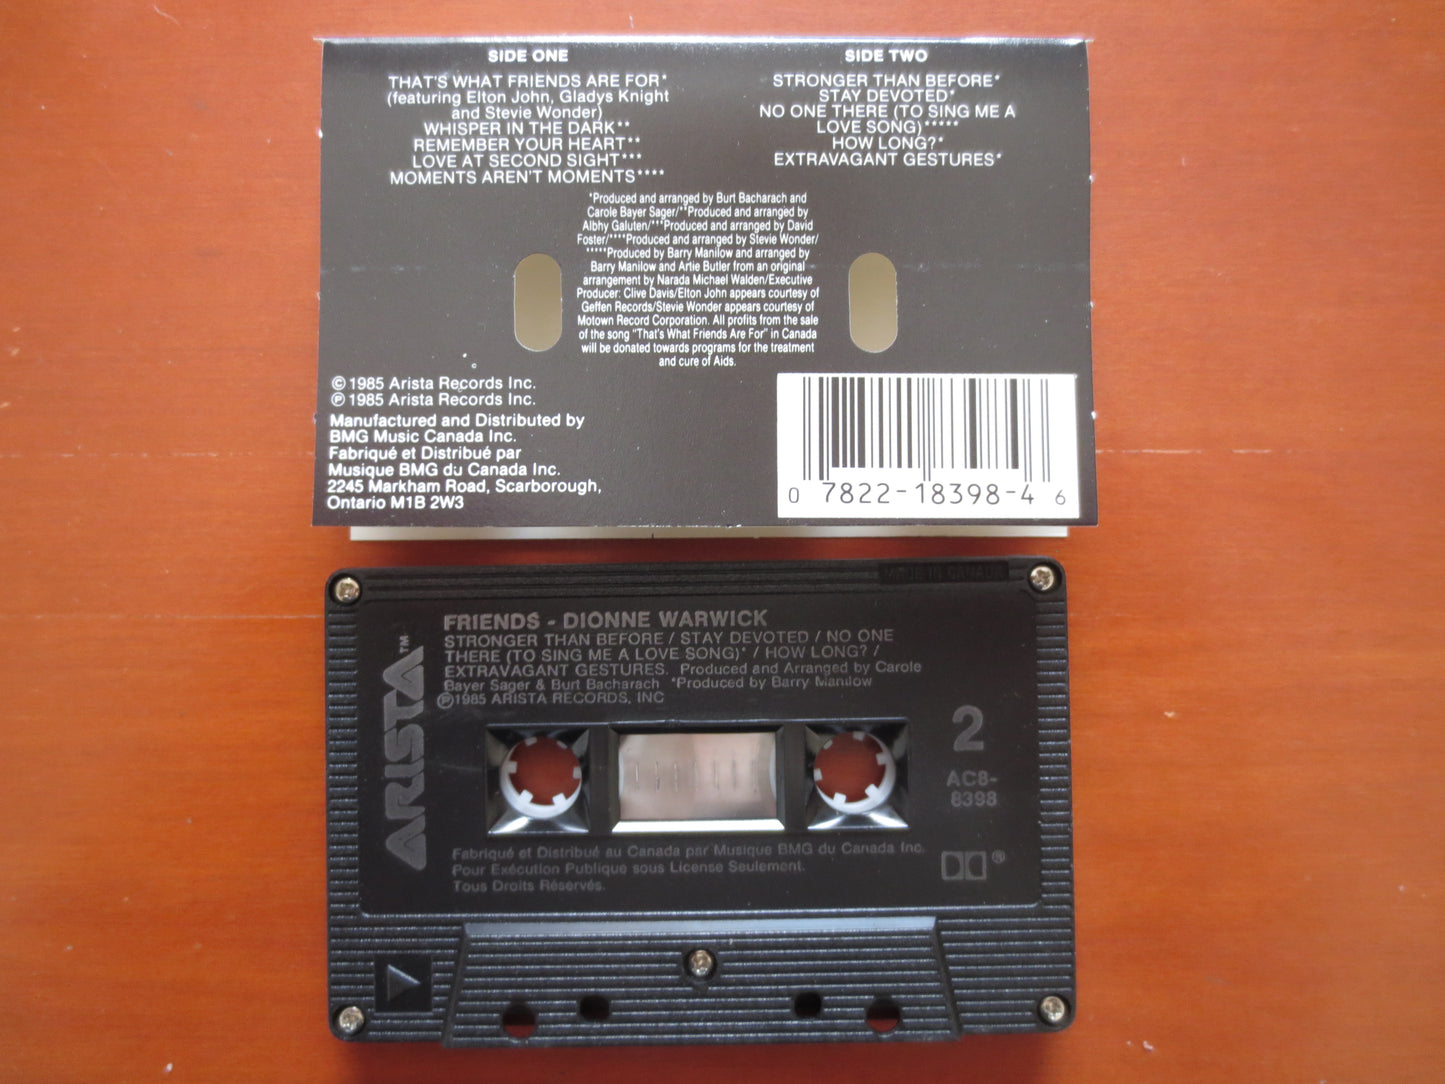 SIDE ONE
THAT'S WHAT FRIENDS ARE FOR*
(featuring Elton John, Gladys Knight
and Stevie Wonder)
WHISPER IN THE DARK**
REMEMBER YOUR HEART**
LOVE AT SECOND SIGHT***
MOMENTS AREN'T MOMENTS****
SIDE TWO
STRONGER THAN BEFORE*
STAY DEVOTED*
NO ONE THERE (TO SING ME A
LOVE SONG)*****
HOW LONG?*
EXTRAVAGANT GESTURES*
*Produced and arranged by Burt Bacharach and
Carole Bayer Sager/**Produced and arranged by
Albhy Galuten/***Produced and arranged by David
Foster/****Produced and arranged by Stevie Wonder/
*****Produced by Barry Manilow and arranged by
Barry Manilow and Artie Butler from an original
arrangement by Narada Michael Walden/Executive
Producer: Clive Davis/Elton John appears courtesy of
Geffen Records/Stevie Wonder appears courtesy of
Motown Record Corporation. All profits from the sale
of the song "That's What Friends Are For" in Canada
will be donated towards programs for the treatment
and cure of Aids.
© 1985 Arista Records Inc.
℗ 1985 Arista Records Inc.
Manufactured and Distributed by
BMG Music Canada Inc.
Fabriqué et Distribué par
Musique BMG du Canada Inc.
2245 Markham Road, Scarborough,
Ontario M1B 2W3
0 7822-18398-4 6
MADE IN CANADA
FRIENDS - DIONNE WARWICK
STRONGER THAN BEFORE / STAY DEVOTED / NO ONE
THERE (TO SING ME A LOVE SONG)* / HOW LONG? /
EXTRAVAGANT GESTURES. Produced and Arranged by Carole
Bayer Sager & Burt Bacharach *Produced by Barry Manilow
℗1985 ARISTA RECORDS, INC
ARISTA™
2
AC8-
8398
Fabriqué et Distribué au Canada par Musique BMG du Canada Inc.
Pour Exécution Publique sous License Seulement.
Tous Droits Réservés.
®